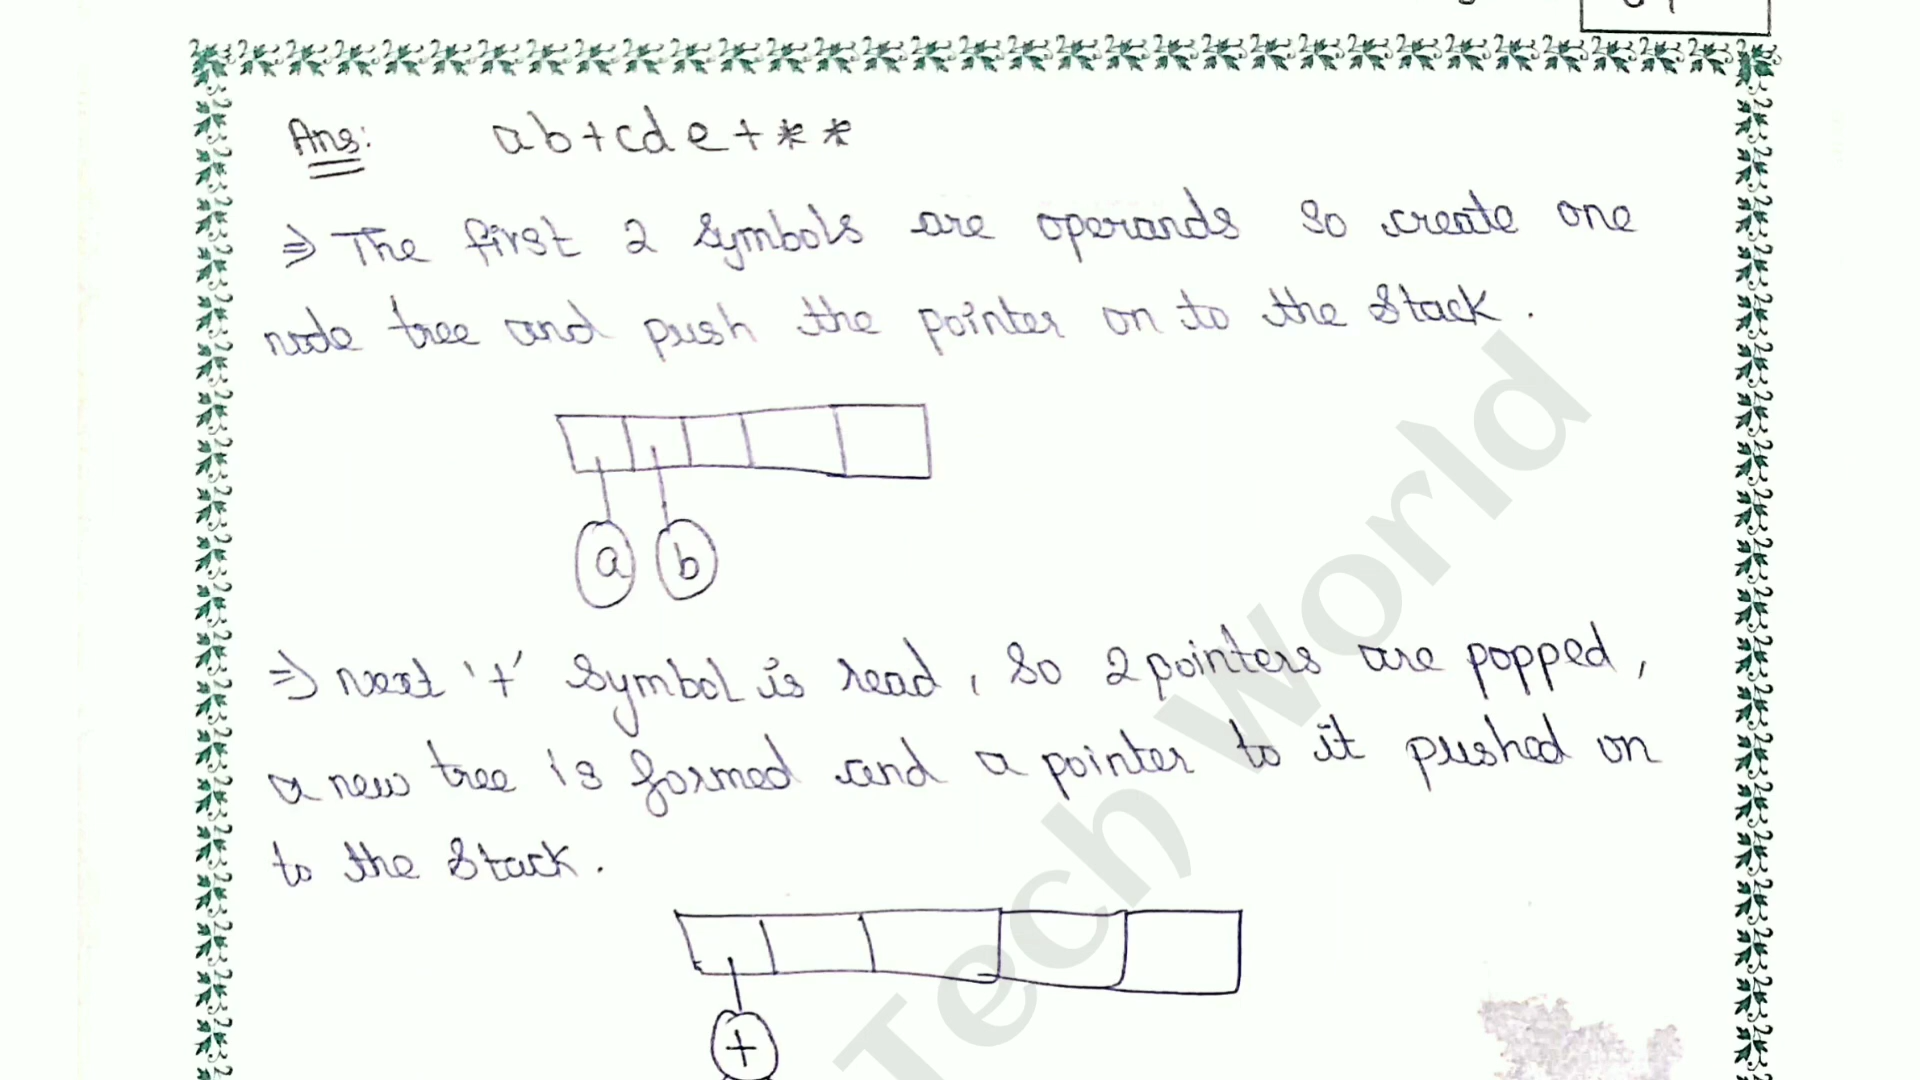 Ans: ab+cde+**
⇒ The first 2 symbols are operands so create one
node tree and push the pointer on to the stack.
a b
⇒ Next '+' symbol is read, so 2 pointers are popped,
a new tree is formed and a pointer to it pushed on
to the stack.
+
Tech World